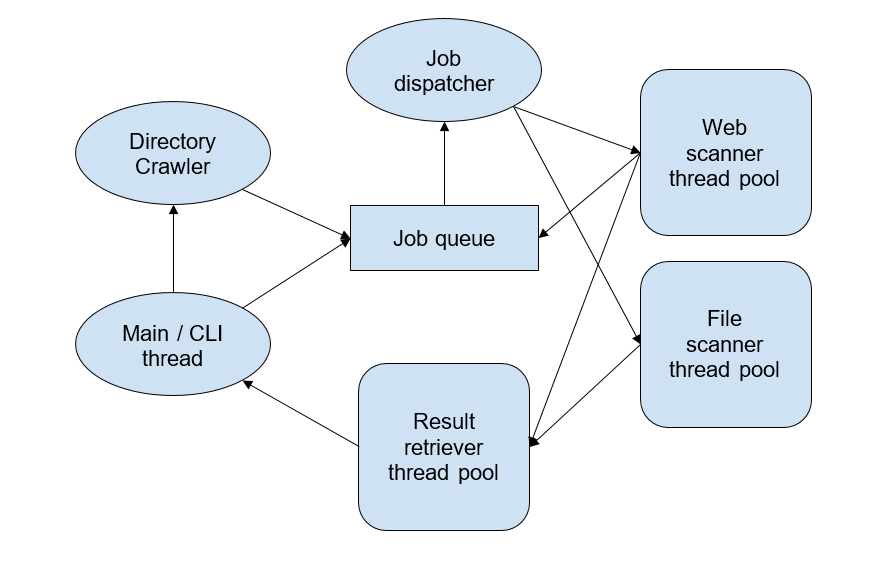 Job
dispatcher
Directory
Crawler
Web
scanner
thread pool
Job queue
Main / CLI
thread
File
scanner
thread pool
Result
retriever
thread pool